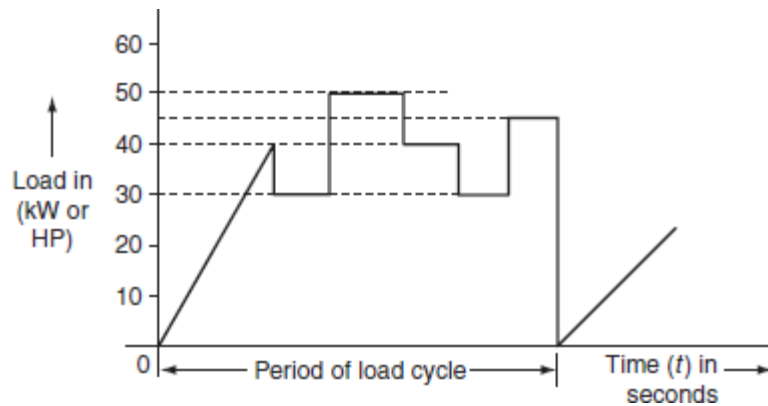 60
50
40
30
20
10
0
Load in
(kW or
HP)
Period of load cycle
Time (t) in
seconds